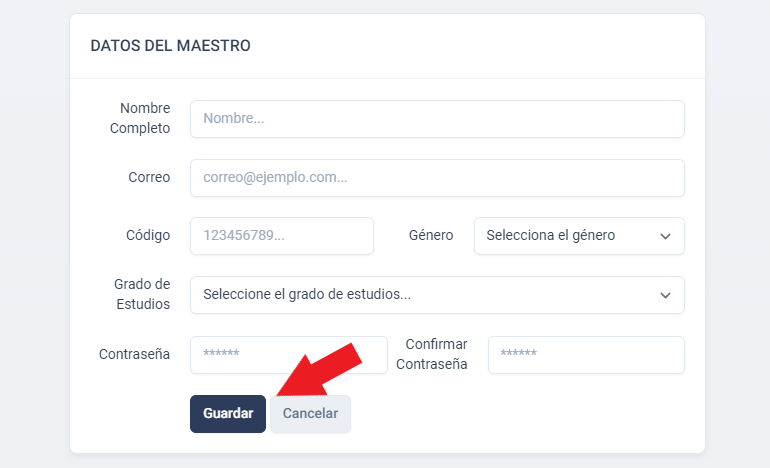 DATOS DEL MAESTRO
Nombre
Completo
Nombre...
Correo
correo@ejemplo.com...
Código
123456789...
Género
Selecciona el género
Grado de
Estudios
Seleccione el grado de estudios...
Contraseña
******
Confirmar
Contraseña
******
Guardar
Cancelar